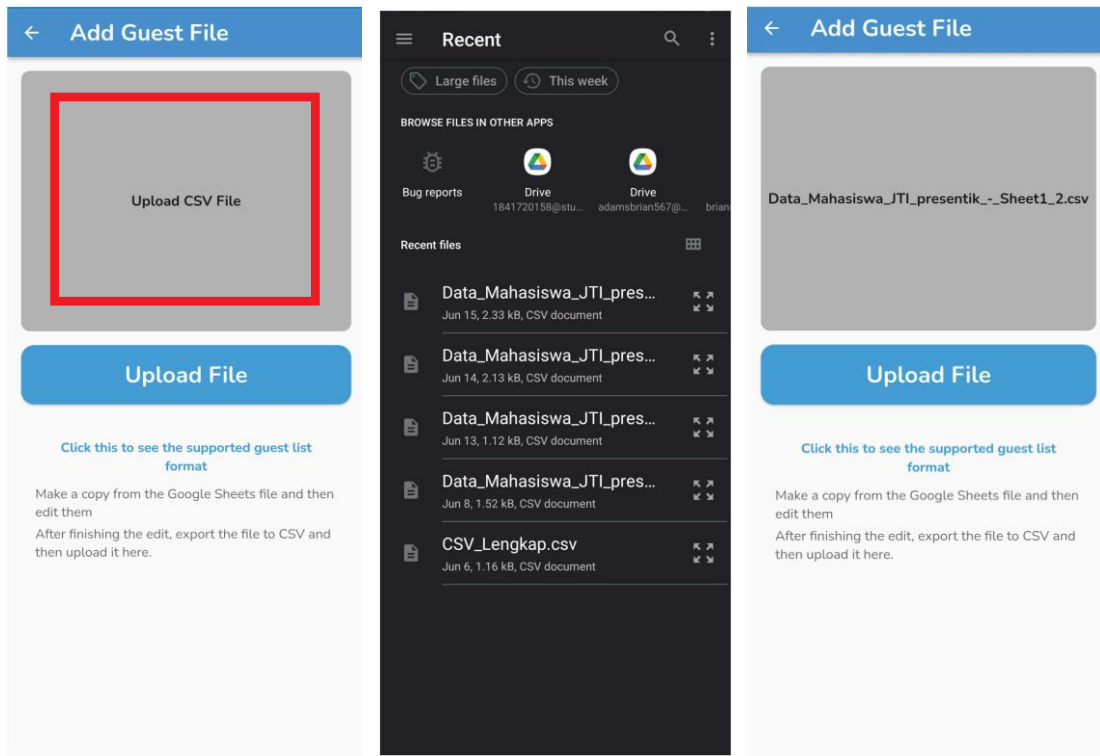 Add Guest File
Upload CSV File
Upload File
Click this to see the supported guest list
format
Make a copy from the Google Sheets file and then
edit them
After finishing the edit, export the file to CSV and
then upload it here.
Recent
Large files
This week
BROWSE FILES IN OTHER APPS
Bug reports
Drive
Drive
1841720158@stu...
adamsbrian567@...
brian
Recent files
Data_Mahasiswa_JTI_pres...
Jun 15, 2.33 kB, CSV document
Data_Mahasiswa_JTI_pres...
Jun 14, 2.13 kB, CSV document
Data_Mahasiswa_JTI_pres...
Jun 13, 1.12 kB, CSV document
Data_Mahasiswa_JTI_pres...
Jun 8, 1.52 kB, CSV document
CSV_Lengkap.csv
Jun 6, 1.16 kB, CSV document
Add Guest File
Data_Mahasiswa_JTI_presentik_-_Sheet1_2.csv
Upload File
Click this to see the supported guest list
format
Make a copy from the Google Sheets file and then
edit them
After finishing the edit, export the file to CSV and
then upload it here.